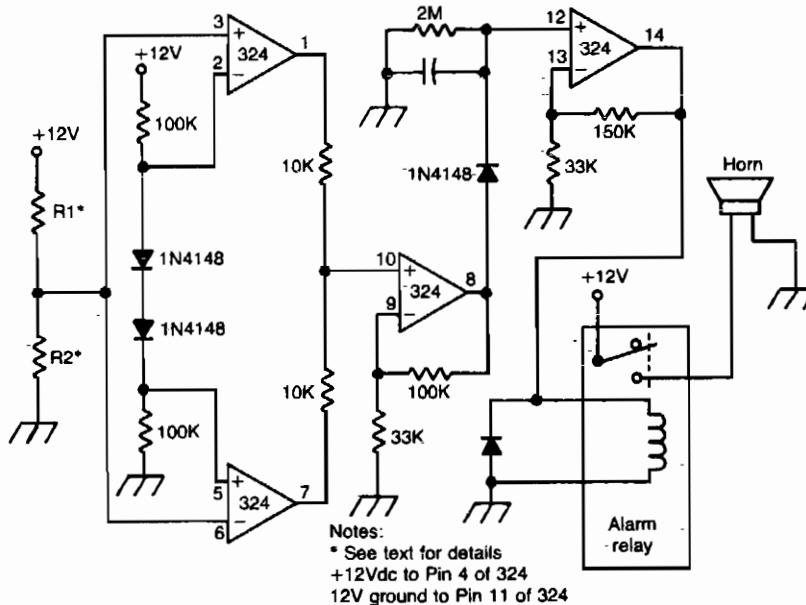 2M
3
+
324
1
2
−
+12V
100K
12
+
324
14
13
−
150K
33K
+12V
R1*
10K
1N4148
Horn
1N4148
10
+
324
8
9
−
+12V
1N4148
R2*
10K
100K
33K
100K
5
+
324
7
6
−
Alarm
relay
Notes:
* See text for details
+12Vdc to Pin 4 of 324
12V ground to Pin 11 of 324